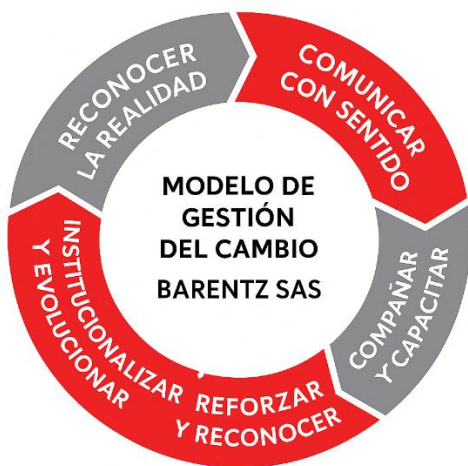 MODELO DE
GESTIÓN
DEL CAMBIO
BARENTZ SAS
RECONOCER
LA REALIDAD
COMUNICAR
CON SENTIDO
COMPAÑAR
Y CAPACITAR
REFORZAR
Y RECONOCER
INSTITUCIONALIZAR
Y EVOLUCIONAR